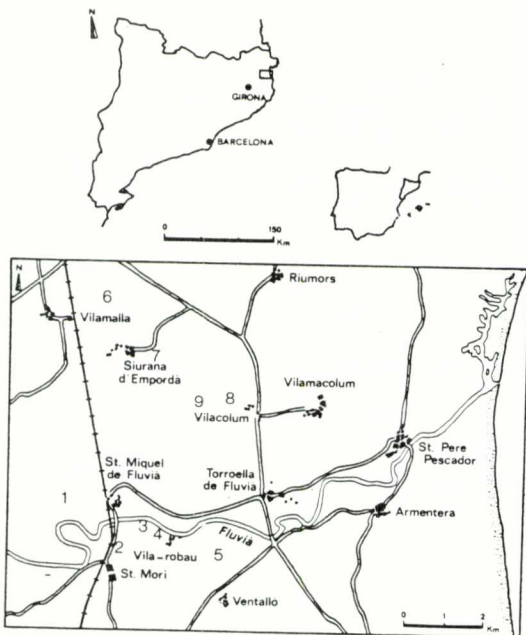 N
GIRONA
BARCELONA
0 150
Km
N
Riumors
6
Vilamalla
7
Siurana
d'Empordà
9 8
Vilamacolum
Vilacolum
St. Pere
Pescador
St. Miquel
de Fluvià
Torroella
de Fluvià
1
Armentera
3
4
Fluvià
2
Vila-robau
5
St. Mori
Ventallo
0 1 2
Km